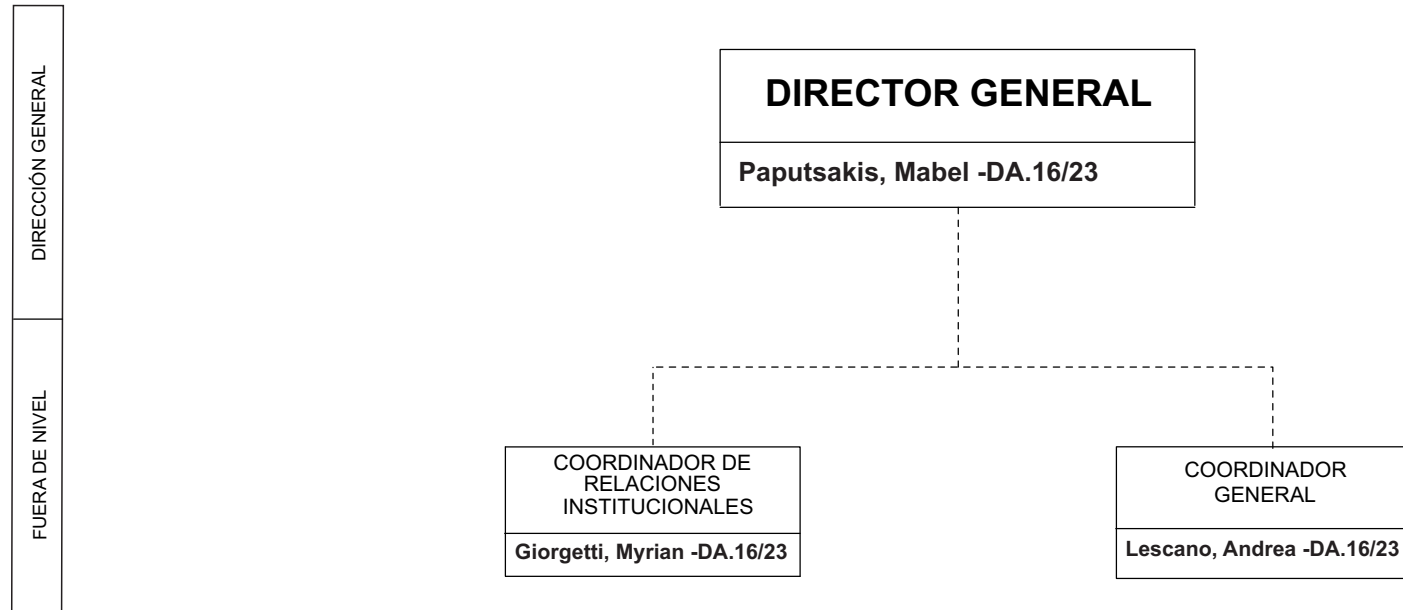 DIRECCIÓN GENERAL
DIRECTOR GENERAL
Paputsakis, Mabel -DA.16/23
FUERA DE NIVEL
COORDINADOR DE
RELACIONES
INSTITUCIONALES
Giorgetti, Myrian -DA.16/23
COORDINADOR
GENERAL
Lescano, Andrea -DA.16/23